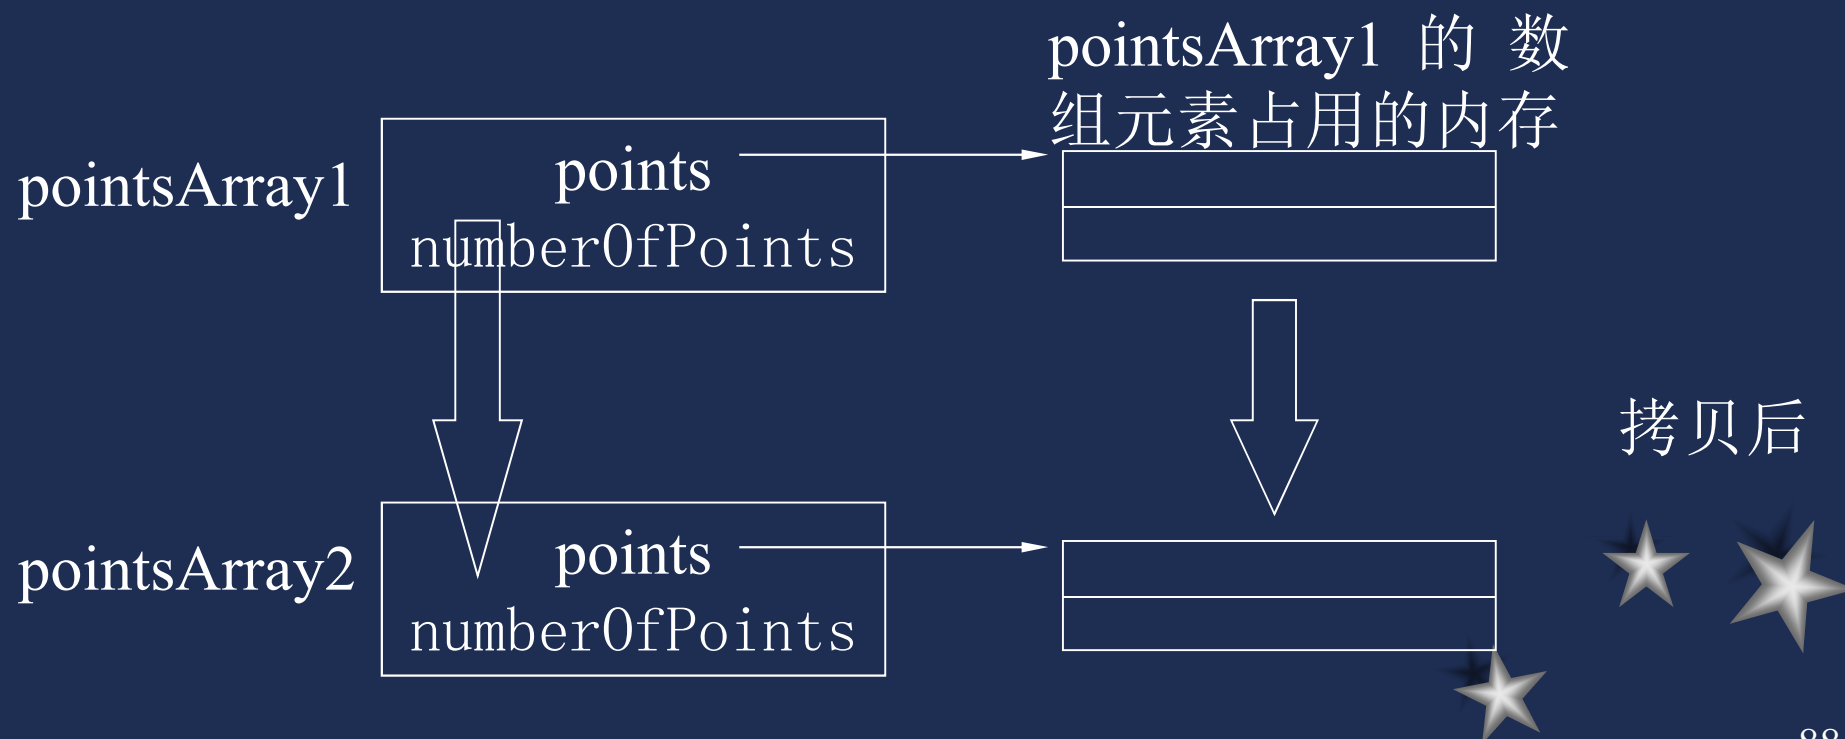 pointsArray1 的 数
组元素占用的内存
pointsArray1
points
numberOfPoints
拷贝后
pointsArray2
points
numberOfPoints
88